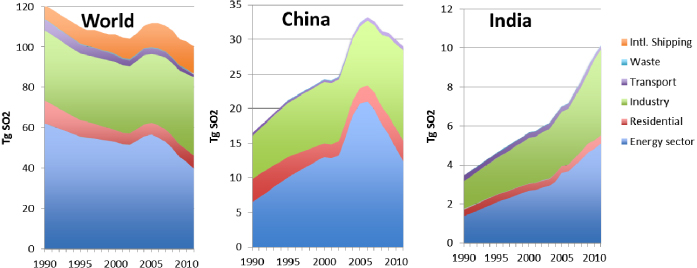 World
Tg SO2
120
100
80
60
40
20
0
1990 1995 2000 2005 2010
China
35
30
25
20
15
10
5
0
1990 1995 2000 2005 2010
India
Tg SO2
12
10
8
6
4
2
0
1990 1995 2000 2005 2010
Intl. Shipping
Waste
Transport
Industry
Residential
Energy sector